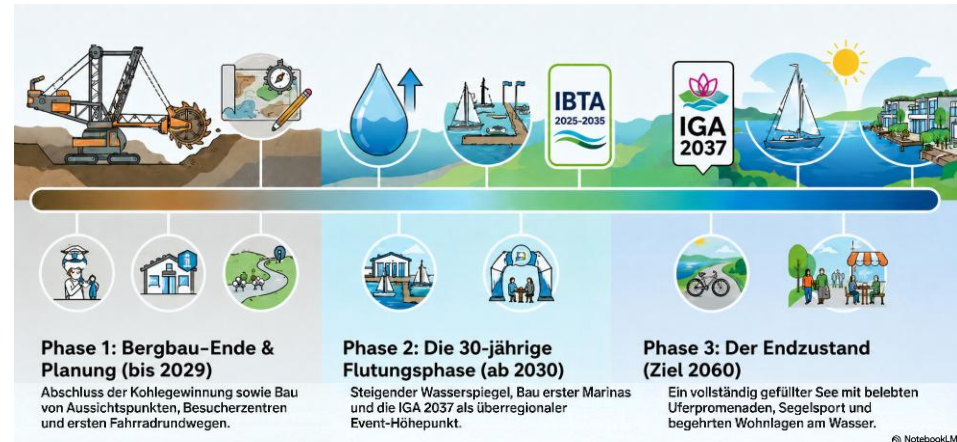 IBTA
2025-2035
IGA
2037
Phase 1: Bergbau-Ende &
Planung (bis 2029)
Abschluss der Kohlegewinnung sowie Bau
von Aussichtspunkten, Besucherzentren
und ersten Fahrradrundwegen.
Phase 2: Die 30-jährige
Flutungsphase (ab 2030)
Steigender Wasserspiegel, Bau erster Marinas
und die IGA 2037 als überregionaler
Event-Höhepunkt.
Phase 3: Der Endzustand
(Ziel 2060)
Ein vollständig gefüllter See mit belebten
Uferpromenaden, Segelsport und
begehrten Wohnlagen am Wasser.
NotebookLM